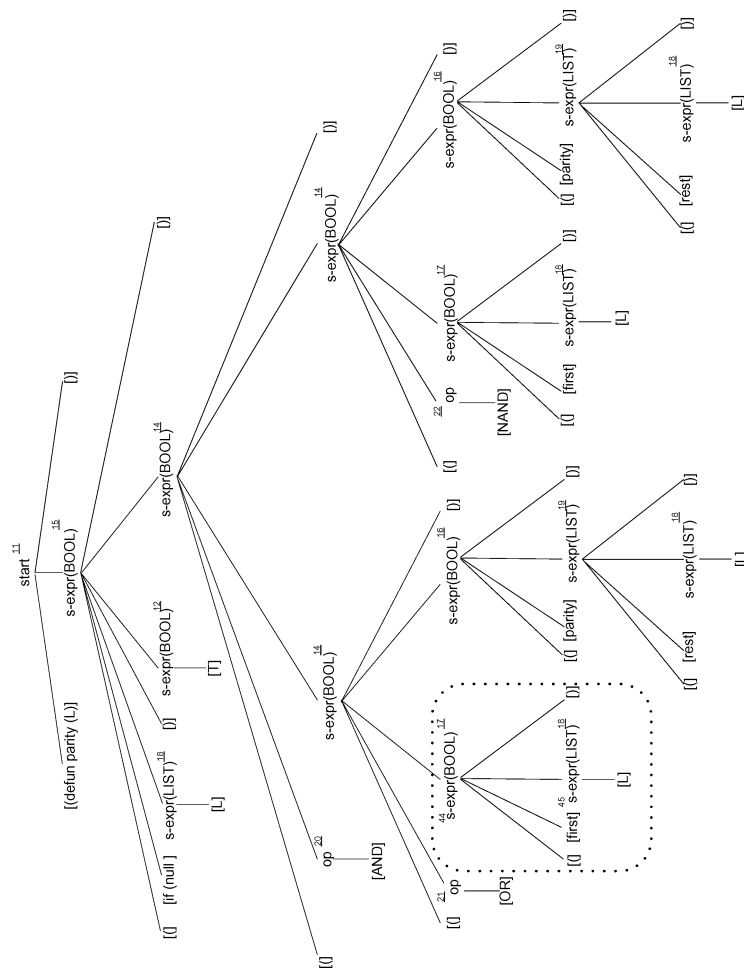 start 11
[(defun parity (L)] s-expr(BOOL) 15 [)]
[(] [if (null ] s-expr(LIST) 18 [)] s-expr(BOOL) 12 s-expr(BOOL) 14 [)]
[L] [T]
[(] op 20 s-expr(BOOL) 14 s-expr(BOOL) 14 [)]
[AND]
[(] 21 op 44 s-expr(BOOL) 17 s-expr(BOOL) 16 [)] [(] 22 op s-expr(BOOL) 17 s-expr(BOOL) 16 [)]
[OR] [NAND]
[(] [first] 45 s-expr(LIST) 18 [)] [(] [parity] s-expr(LIST) 19 [)] [(] [first] s-expr(LIST) 18 [)] [(] [parity] s-expr(LIST) 19 [)]
[L] [L]
[(] [rest] s-expr(LIST) 18 [)] [(] [rest] s-expr(LIST) 18 [)]
[L] [L]